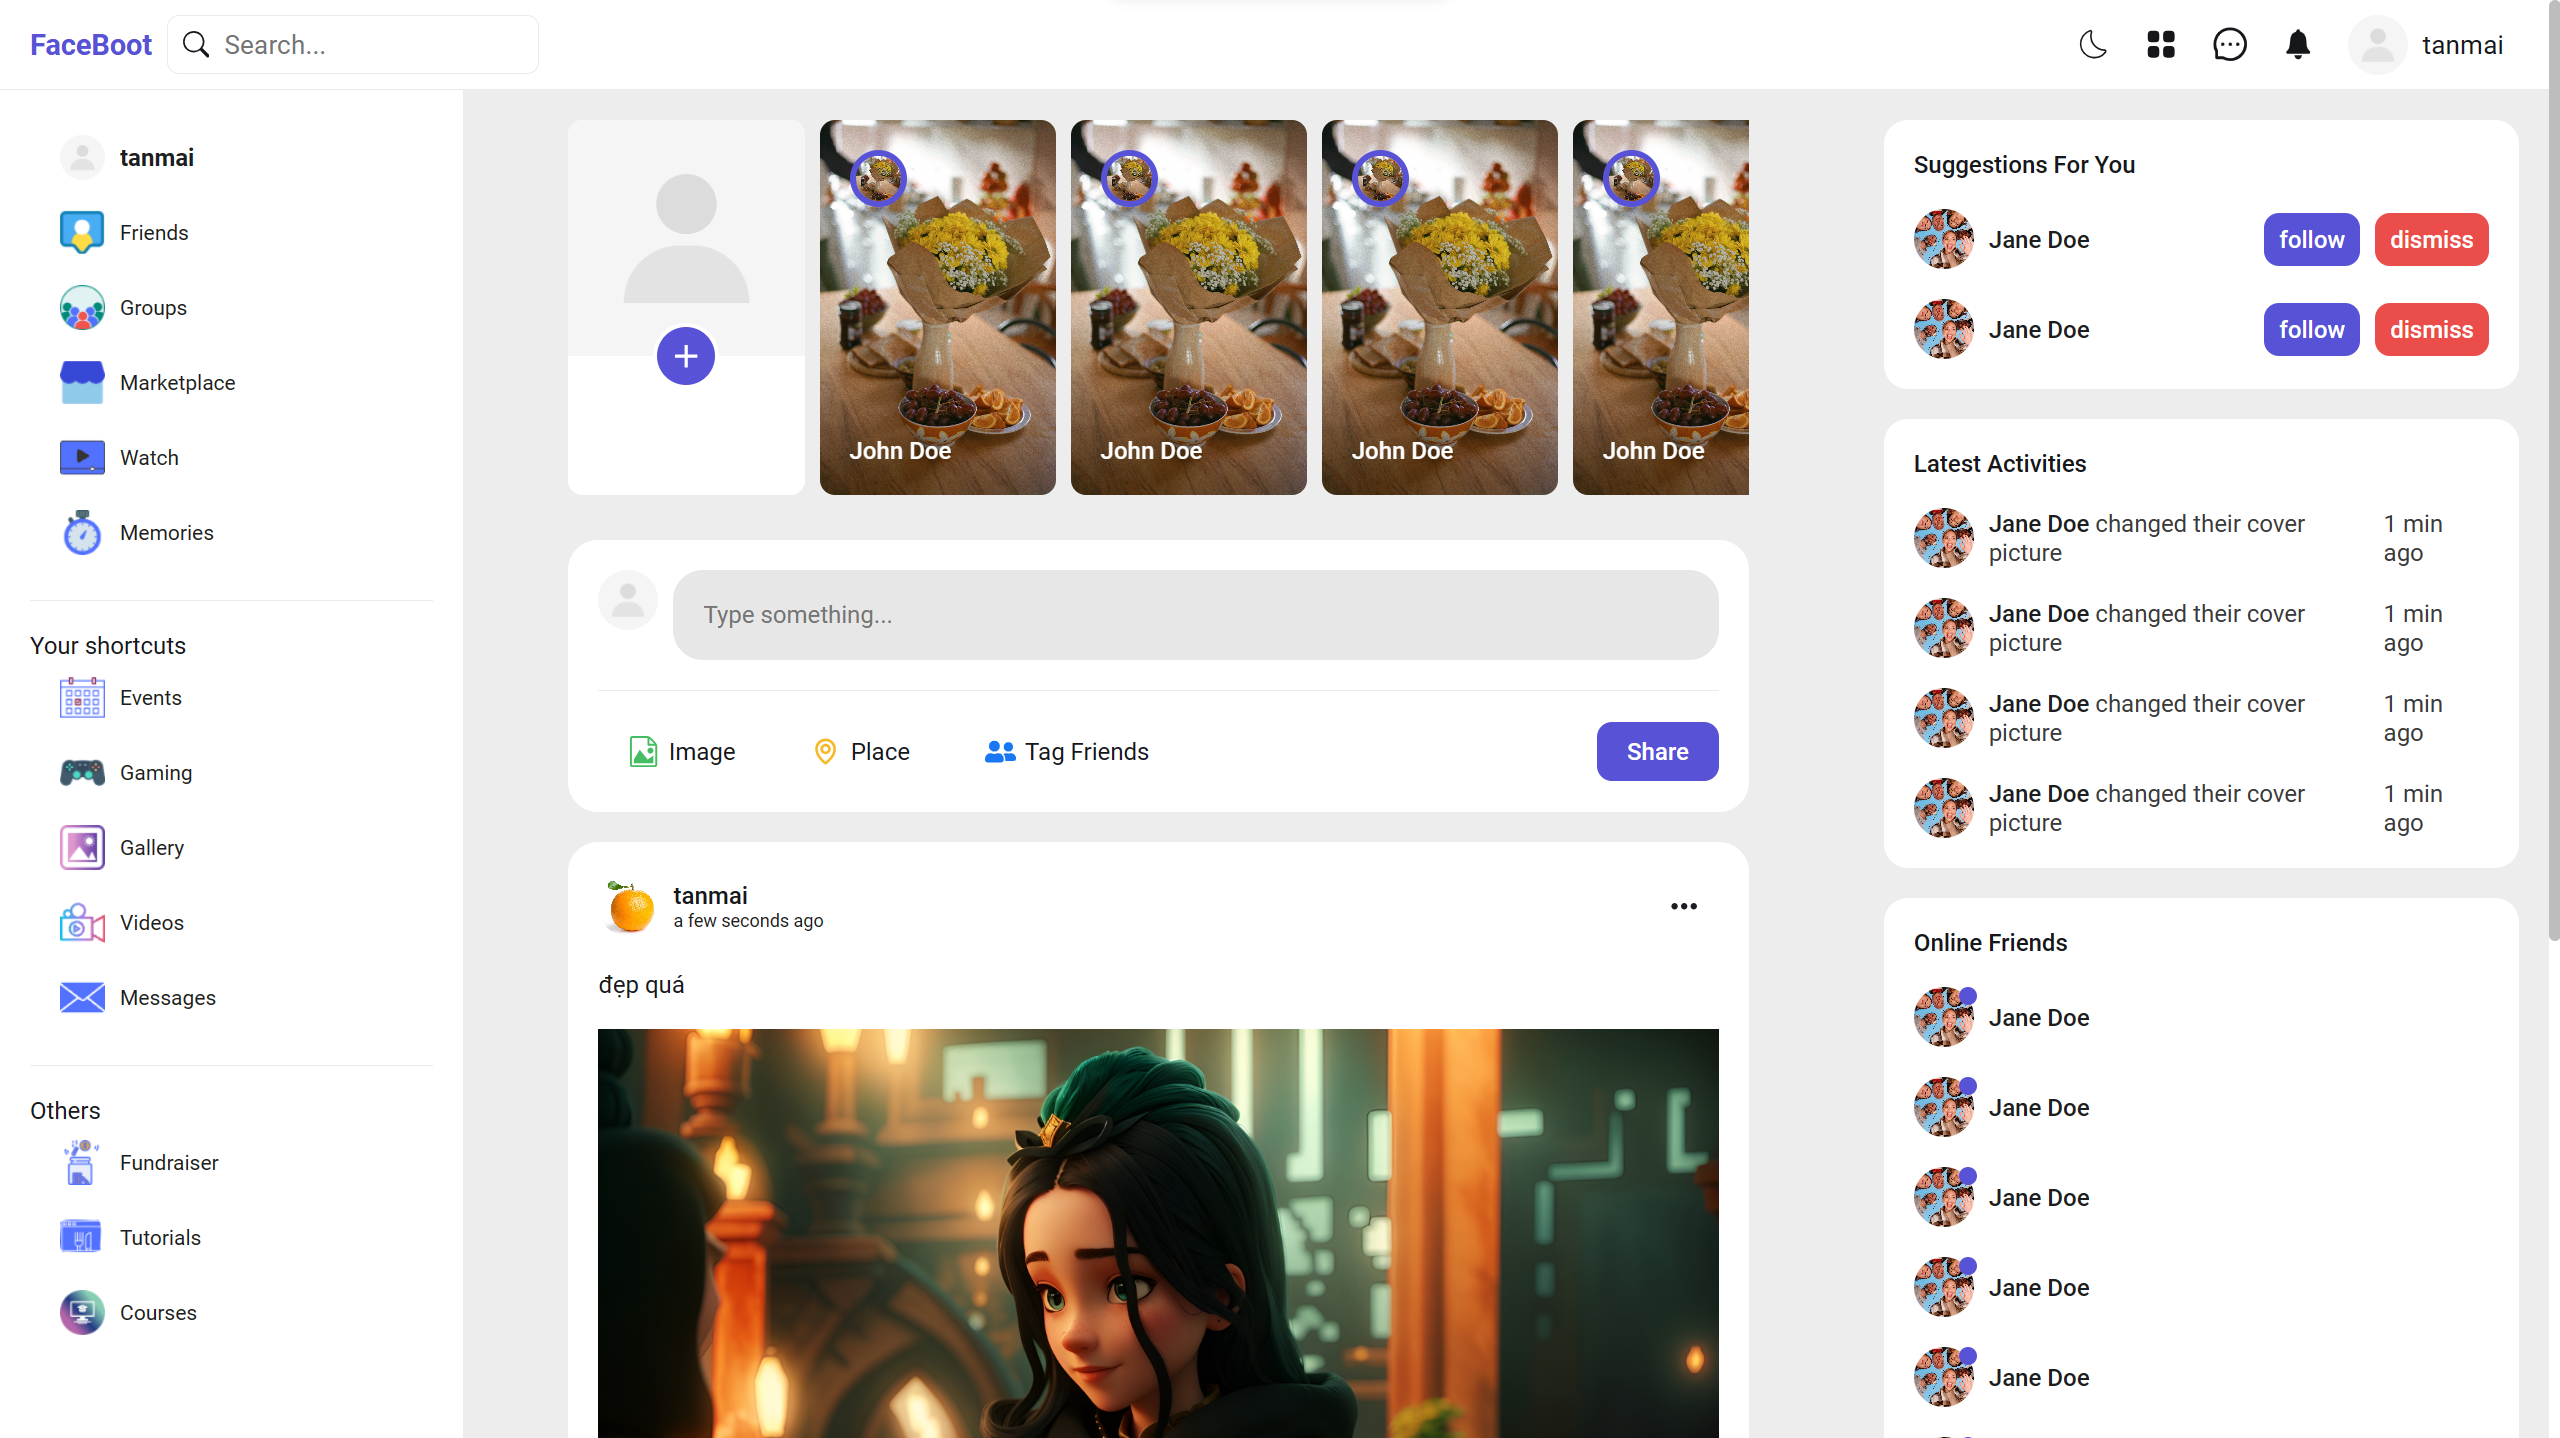 FaceBoot
Search...
tanmai
tanmai
Friends
Groups
Marketplace
Watch
Memories
Your shortcuts
Events
Gaming
Gallery
Videos
Messages
Others
Fundraiser
Tutorials
Courses
John Doe
John Doe
John Doe
John Doe
Type something...
Image
Place
Tag Friends
Share
tanmai
a few seconds ago
đẹp quá
Suggestions For You
Jane Doe
follow
dismiss
Jane Doe
follow
dismiss
Latest Activities
Jane Doe changed their cover
picture
1 min
ago
Jane Doe changed their cover
picture
1 min
ago
Jane Doe changed their cover
picture
1 min
ago
Jane Doe changed their cover
picture
1 min
ago
Online Friends
Jane Doe
Jane Doe
Jane Doe
Jane Doe
Jane Doe